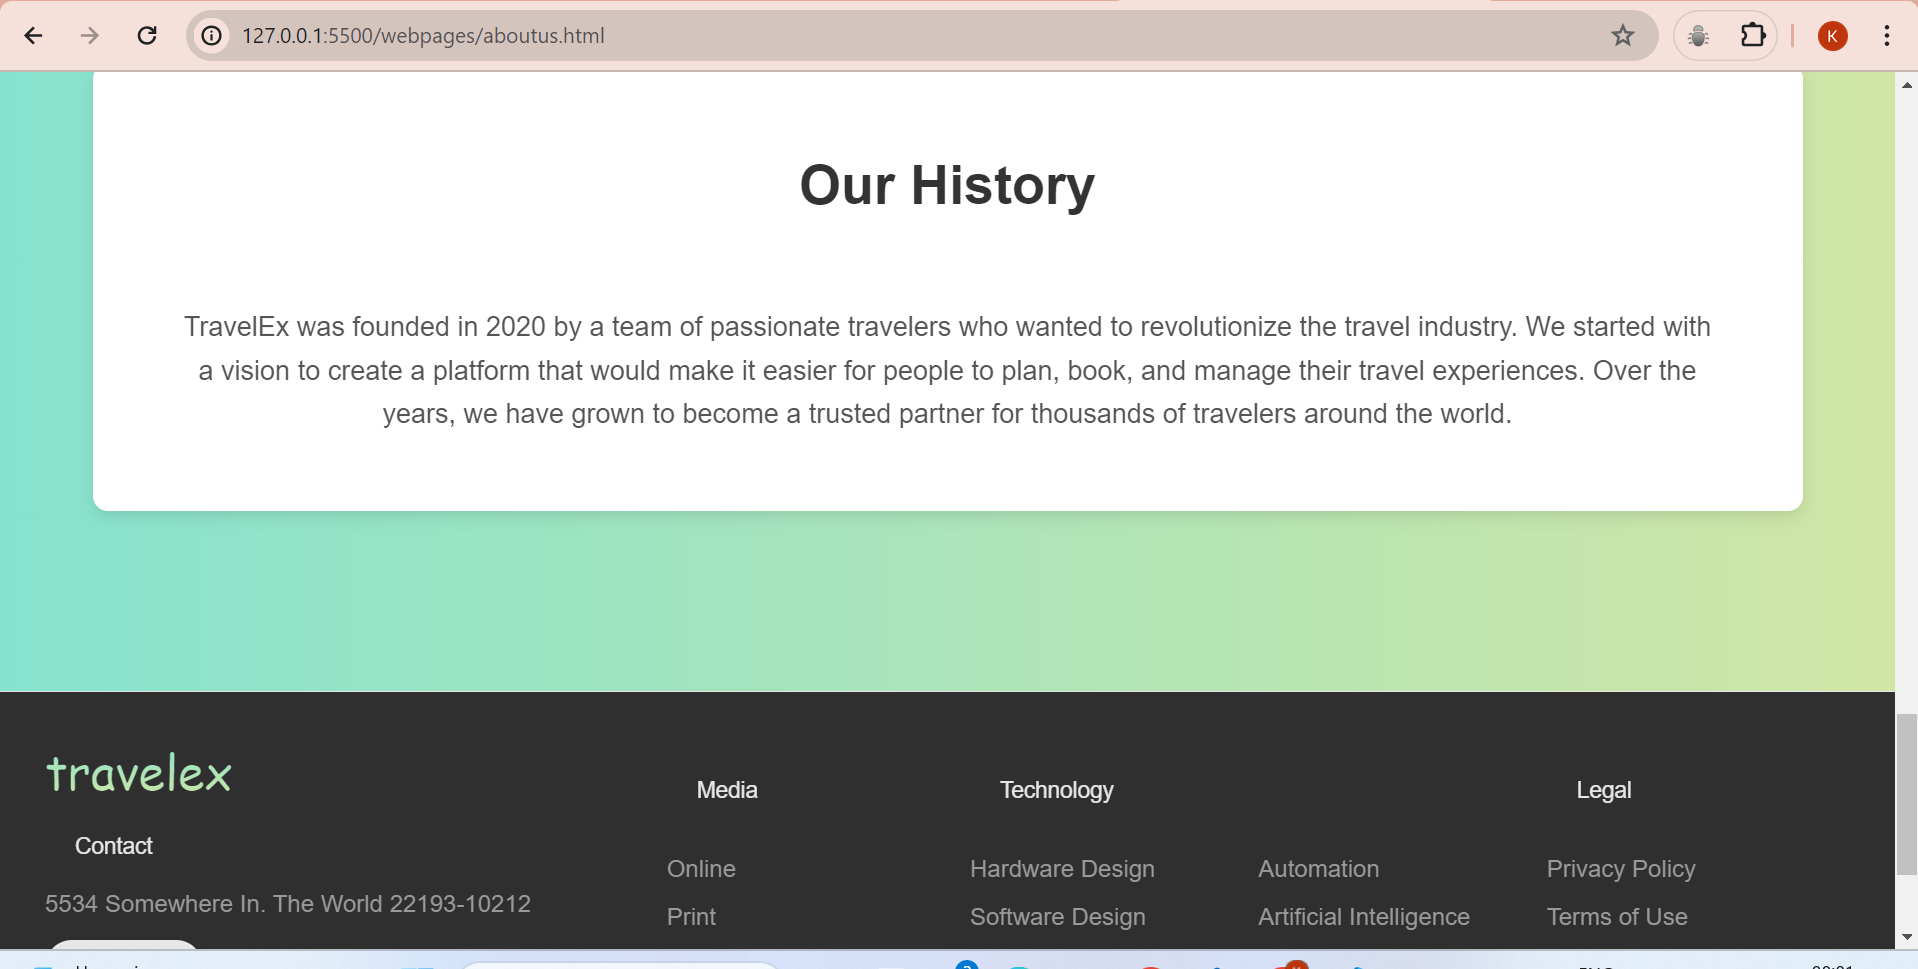 127.0.0.1:5500/webpages/aboutus.html
K
Our History
TravelEx was founded in 2020 by a team of passionate travelers who wanted to revolutionize the travel industry. We started with
a vision to create a platform that would make it easier for people to plan, book, and manage their travel experiences. Over the
years, we have grown to become a trusted partner for thousands of travelers around the world.
travelex
Contact
5534 Somewhere In. The World 22193-10212
Media
Online
Print
Technology
Hardware Design
Software Design
Automation
Artificial Intelligence
Legal
Privacy Policy
Terms of Use